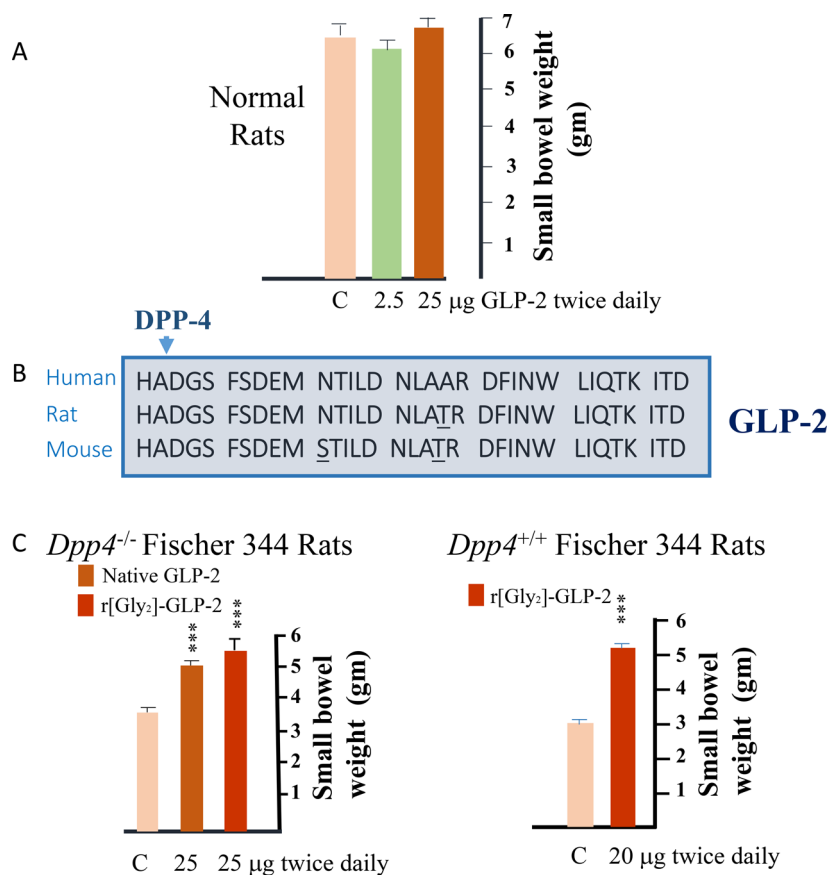 A
Normal
Rats
7
6
5
4
3
2
1
Small bowel weight
(gm)
C 2.5 25 μg GLP-2 twice daily
DPP-4
B
Human HADGS FSDEM NTILD NLAAR DFINW LIQTK ITD
Rat HADGS FSDEM NTILD NLATR DFINW LIQTK ITD
Mouse HADGS FSDEM STILD NLATR DFINW LIQTK ITD
GLP-2
C
Dpp4-/- Fischer 344 Rats
Native GLP-2
r[Gly2]-GLP-2
***
***
6
5
4
3
2
1
Small bowel
weight (gm)
C 25 25 μg twice daily
Dpp4+/+ Fischer 344 Rats
r[Gly2]-GLP-2
***
6
5
4
3
2
1
Small bowel
weight (gm)
C 20 μg twice daily